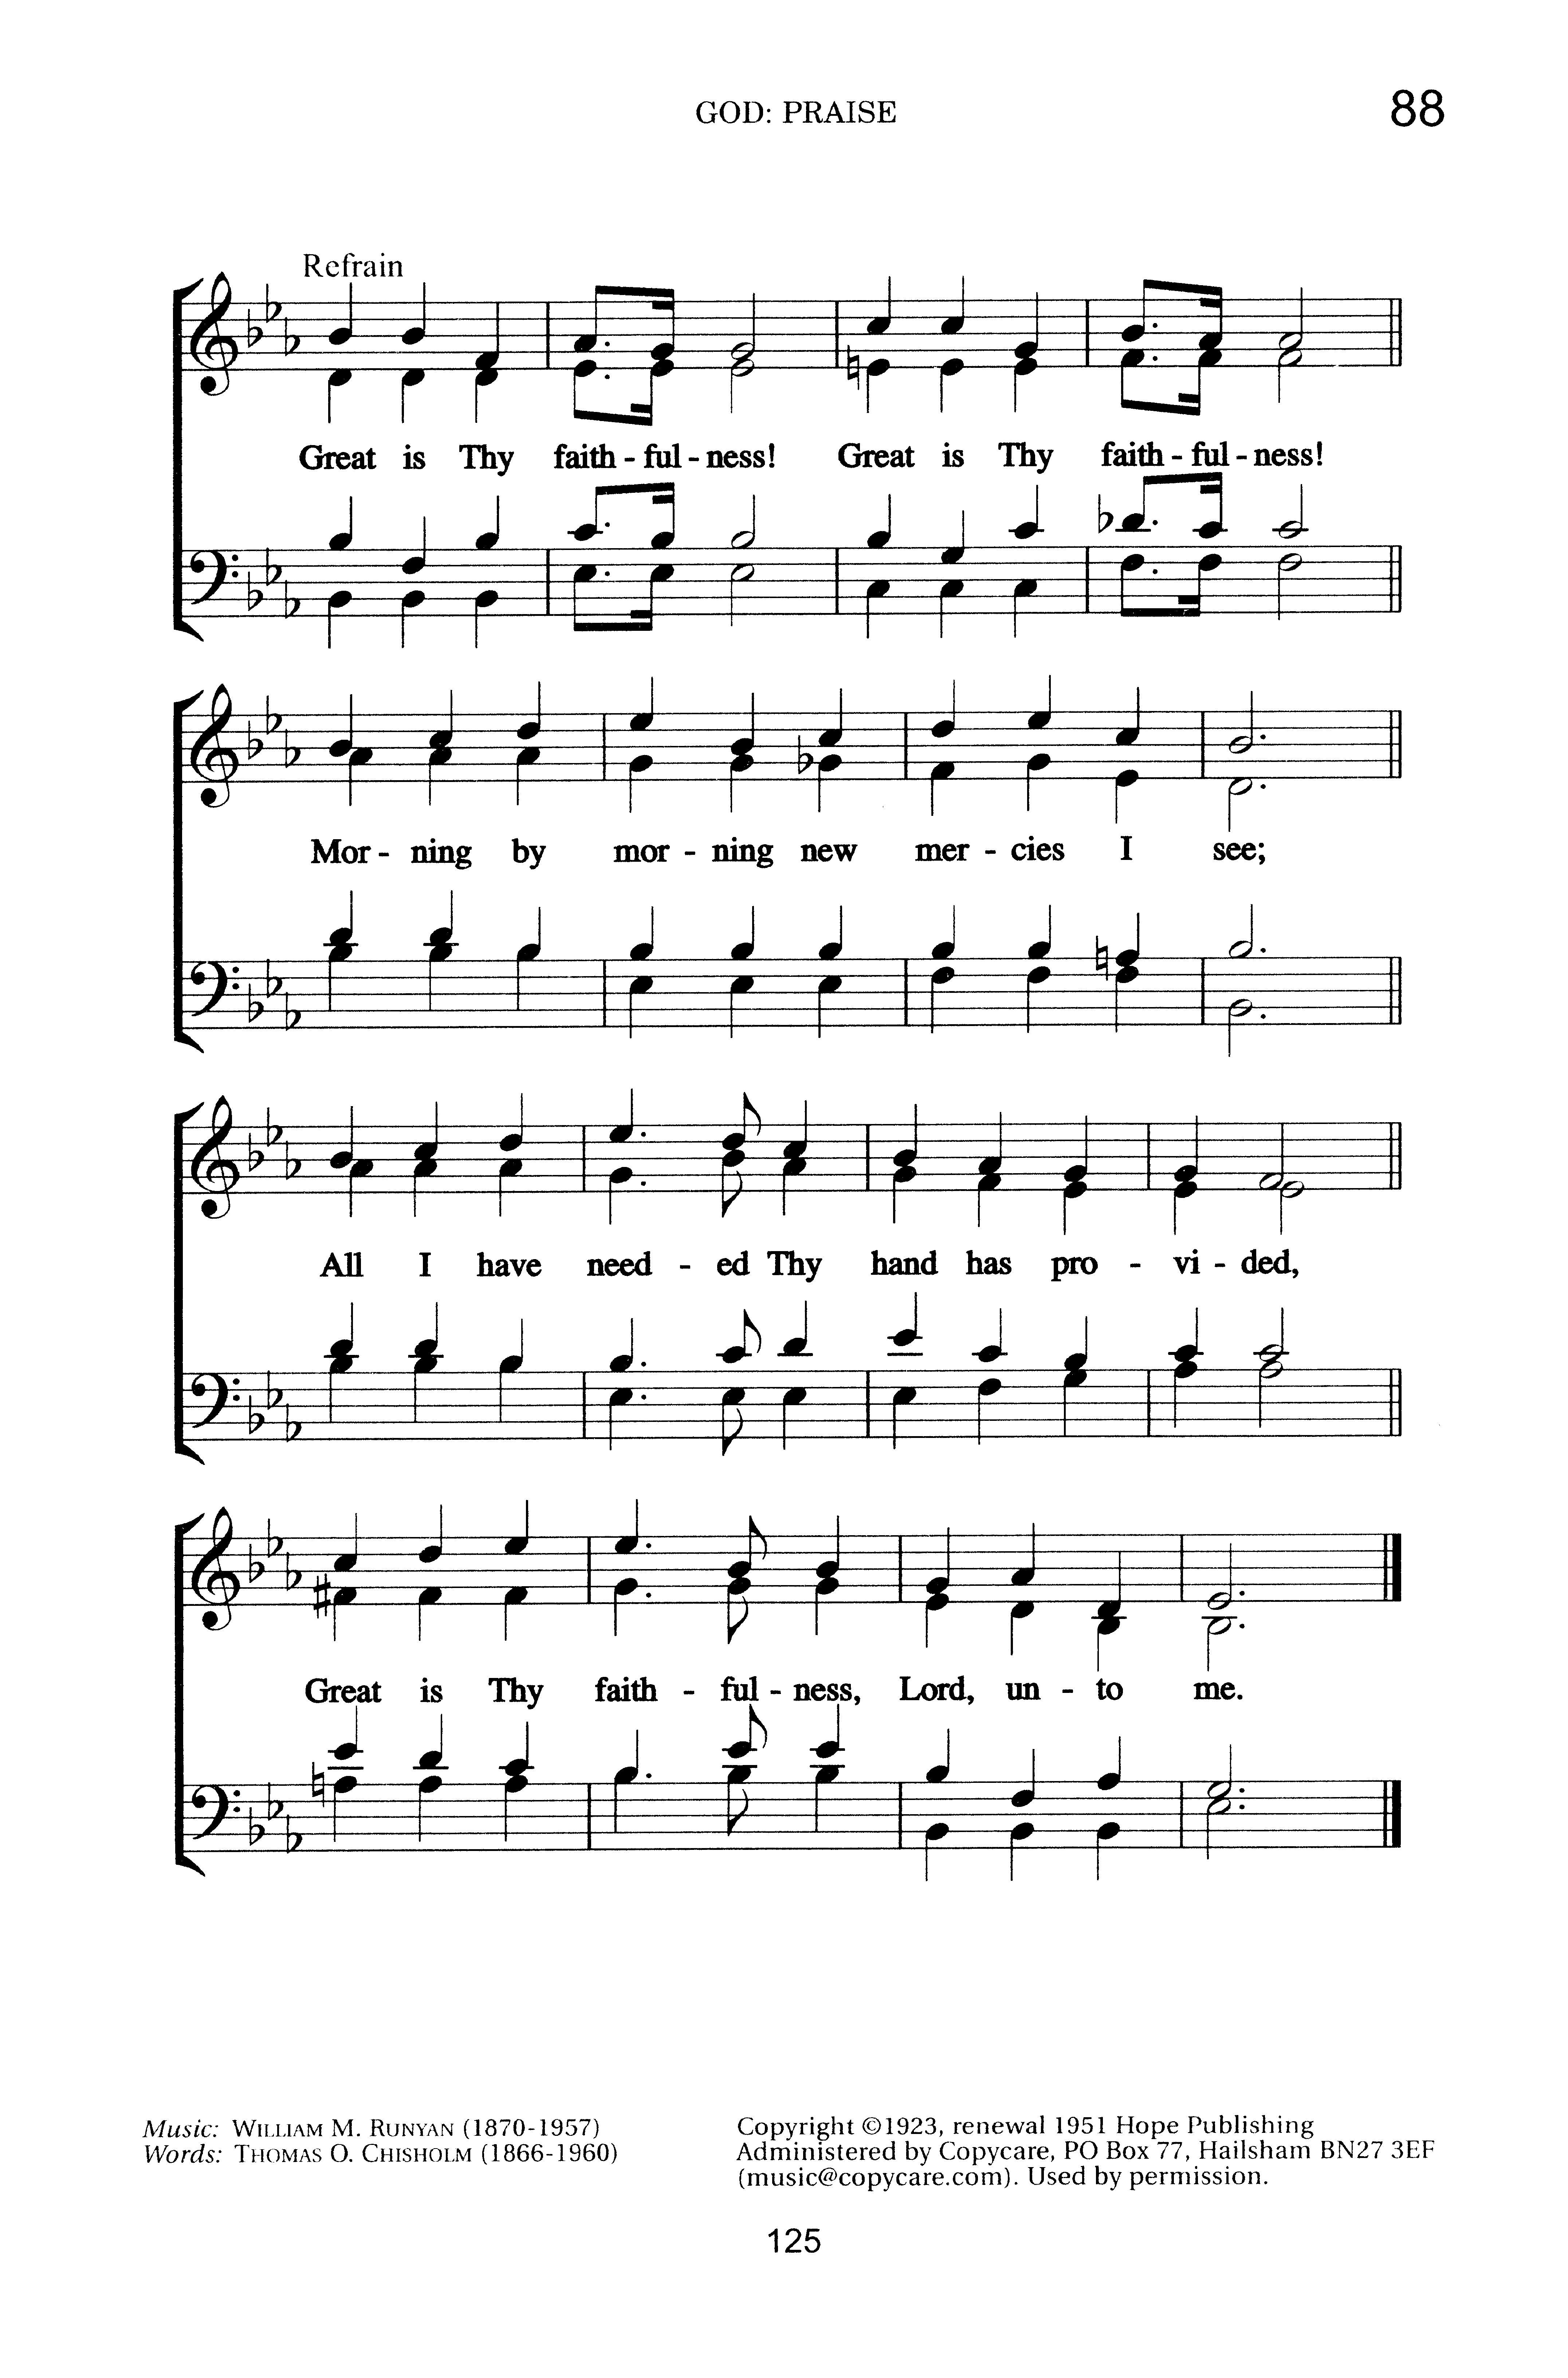 GOD: PRAISE
88
Refrain
Great is Thy faith - ful - ness! Great is Thy faith - ful - ness!
Mor - ning by mor - ning new mer - cies I see;
All I have need - ed Thy hand has pro - vi - ded,
Great is Thy faith - ful - ness, Lord, un - to me.
Music: WILLIAM M. RUNYAN (1870-1957)
Words: THOMAS O. CHISHOLM (1866-1960)
Copyright ©1923, renewal 1951 Hope Publishing
Administered by Copycare, PO Box 77, Hailsham BN27 3EF
(music@copycare.com). Used by permission.
125